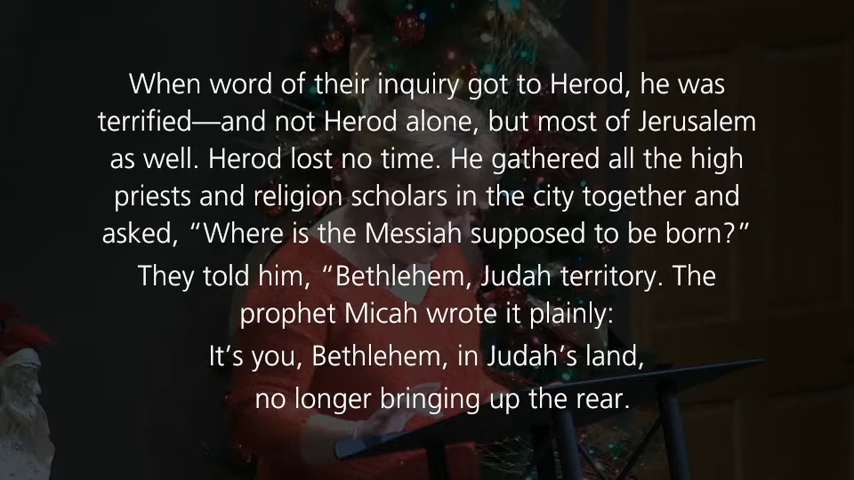 When word of their inquiry got to Herod, he was
terrified—and not Herod alone, but most of Jerusalem
as well. Herod lost no time. He gathered all the high
priests and religion scholars in the city together and
asked, “Where is the Messiah supposed to be born?”
They told him, “Bethlehem, Judah territory. The
prophet Micah wrote it plainly:
It’s you, Bethlehem, in Judah’s land,
no longer bringing up the rear.